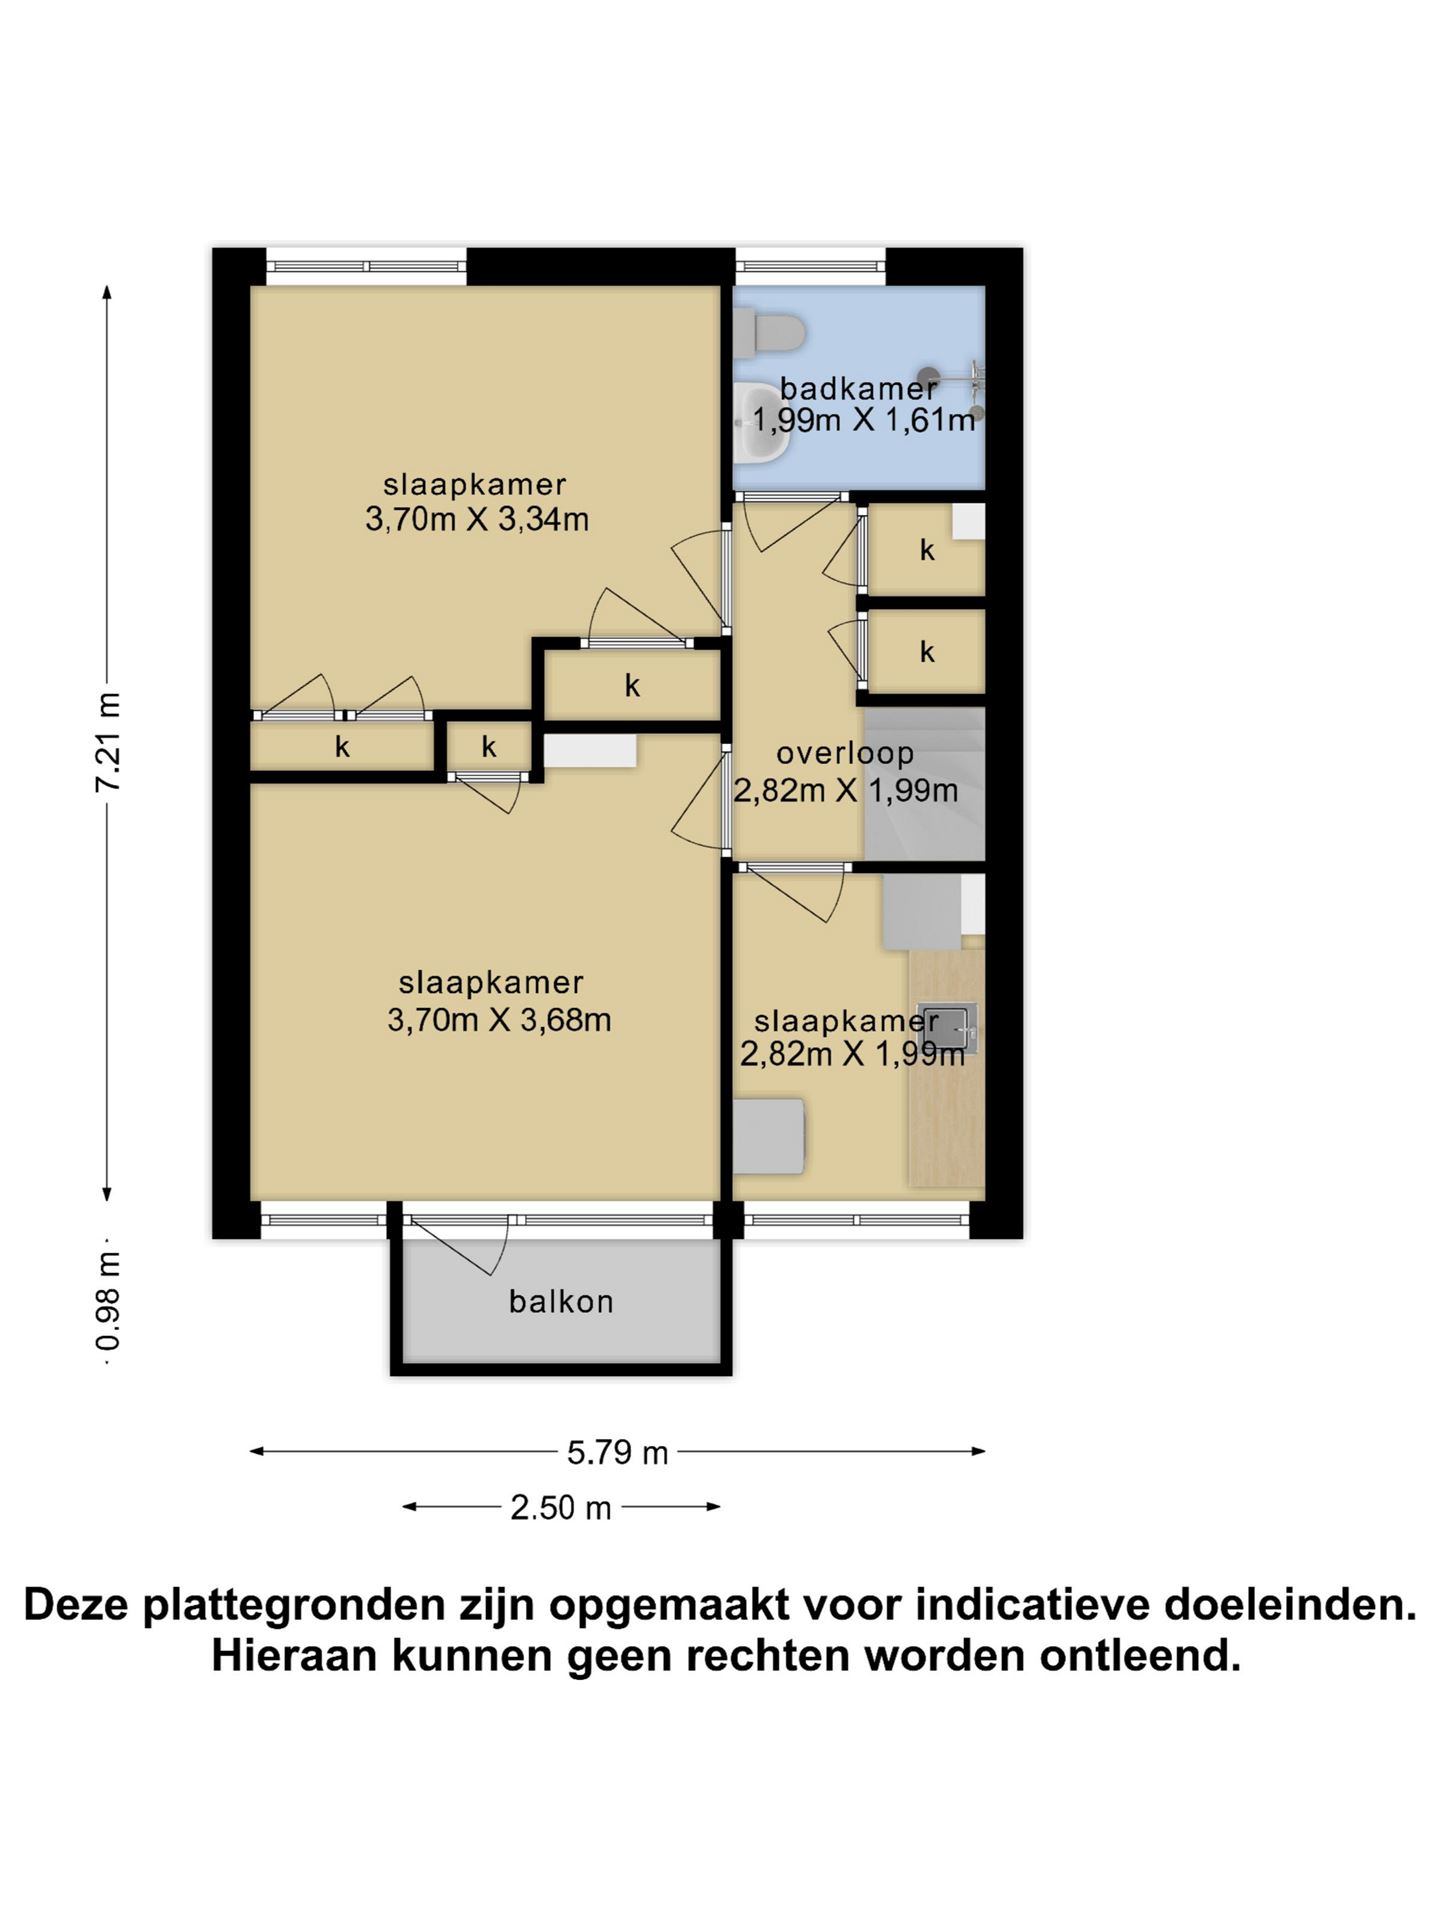 badkamer
1,99m X 1,61m
slaapkamer
3,70m X 3,34m
k
k
k
k
k
overloop
2,82m X 1,99m
7.21 m
slaapkamer
3,70m X 3,68m
slaapkamer
2,82m X 1,99m
balkon
0.98 m
5.79 m
2.50 m
Deze plattegronden zijn opgemaakt voor indicatieve doeleinden.
Hieraan kunnen geen rechten worden ontleend.